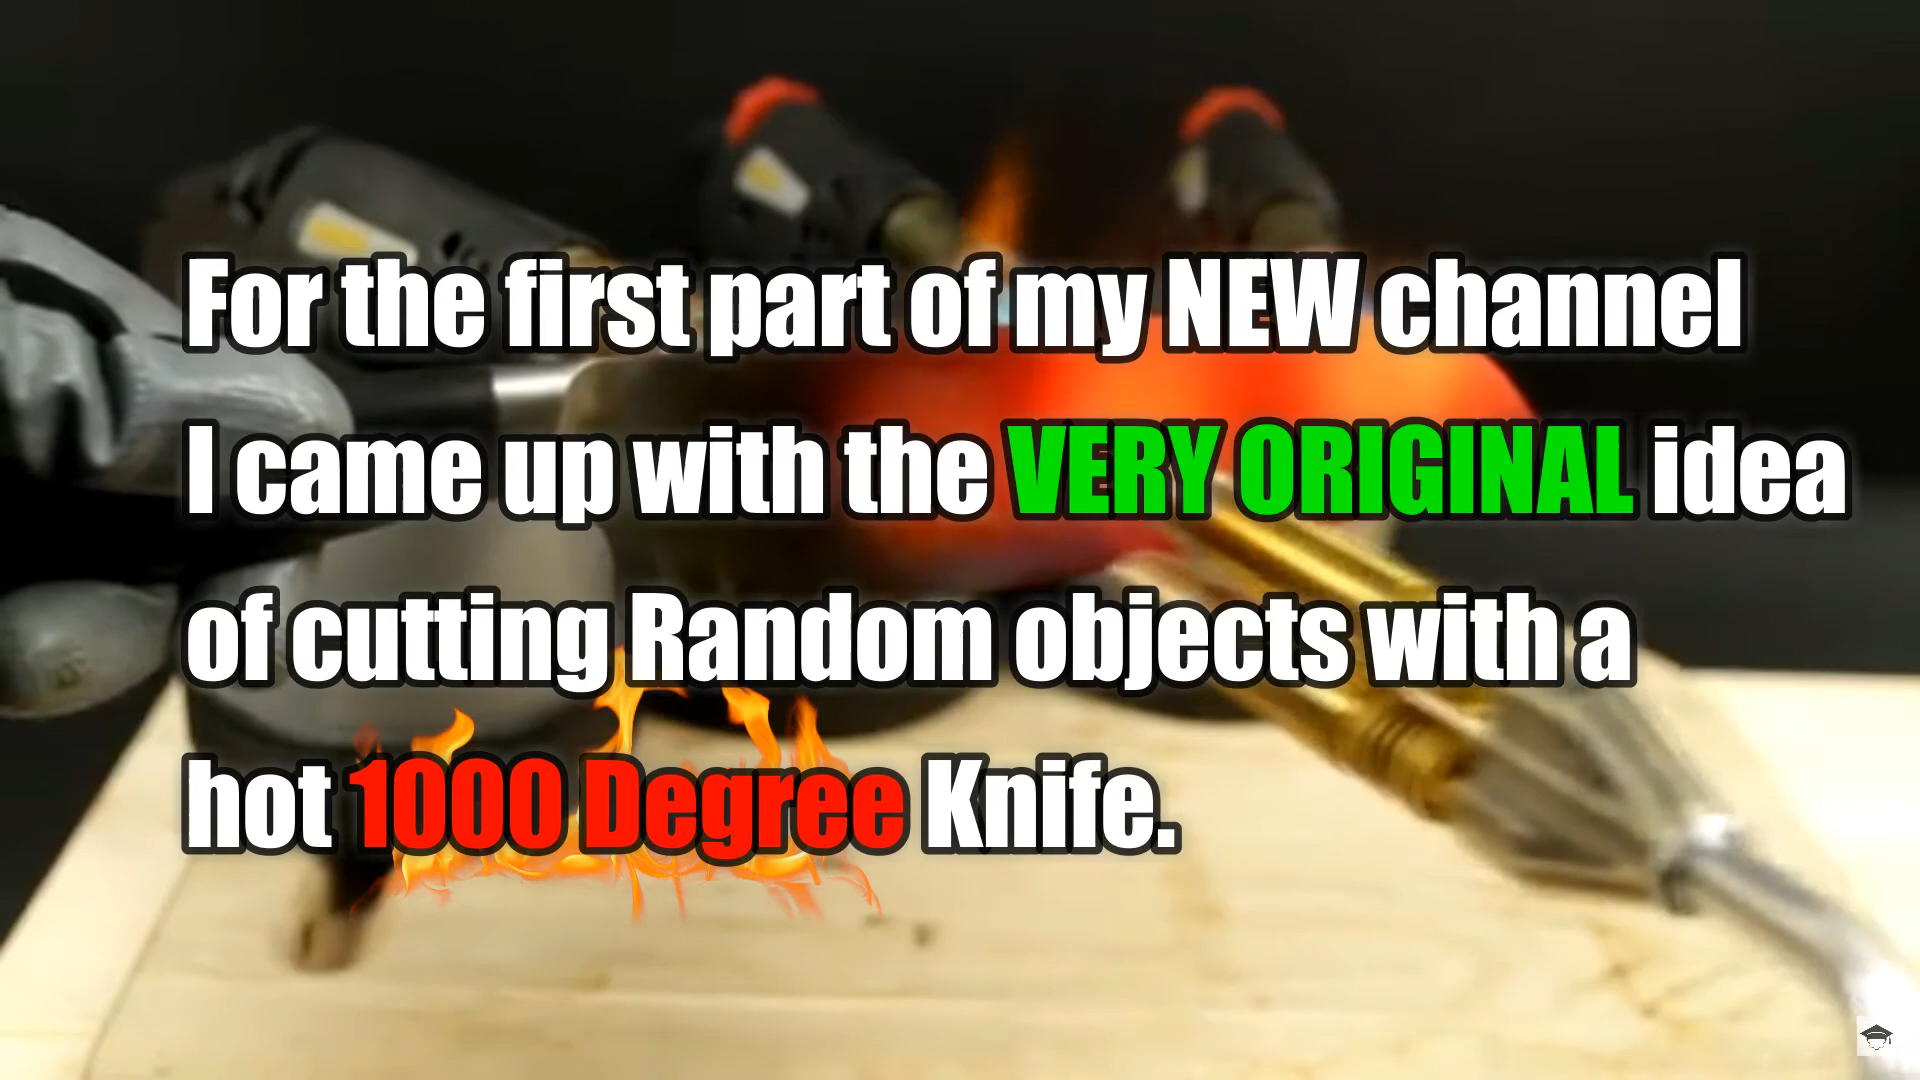 For the first part of my NEW channel
I came up with the VERY ORIGINAL idea
of cutting Random objects with a
hot 1000 Degree Knife.